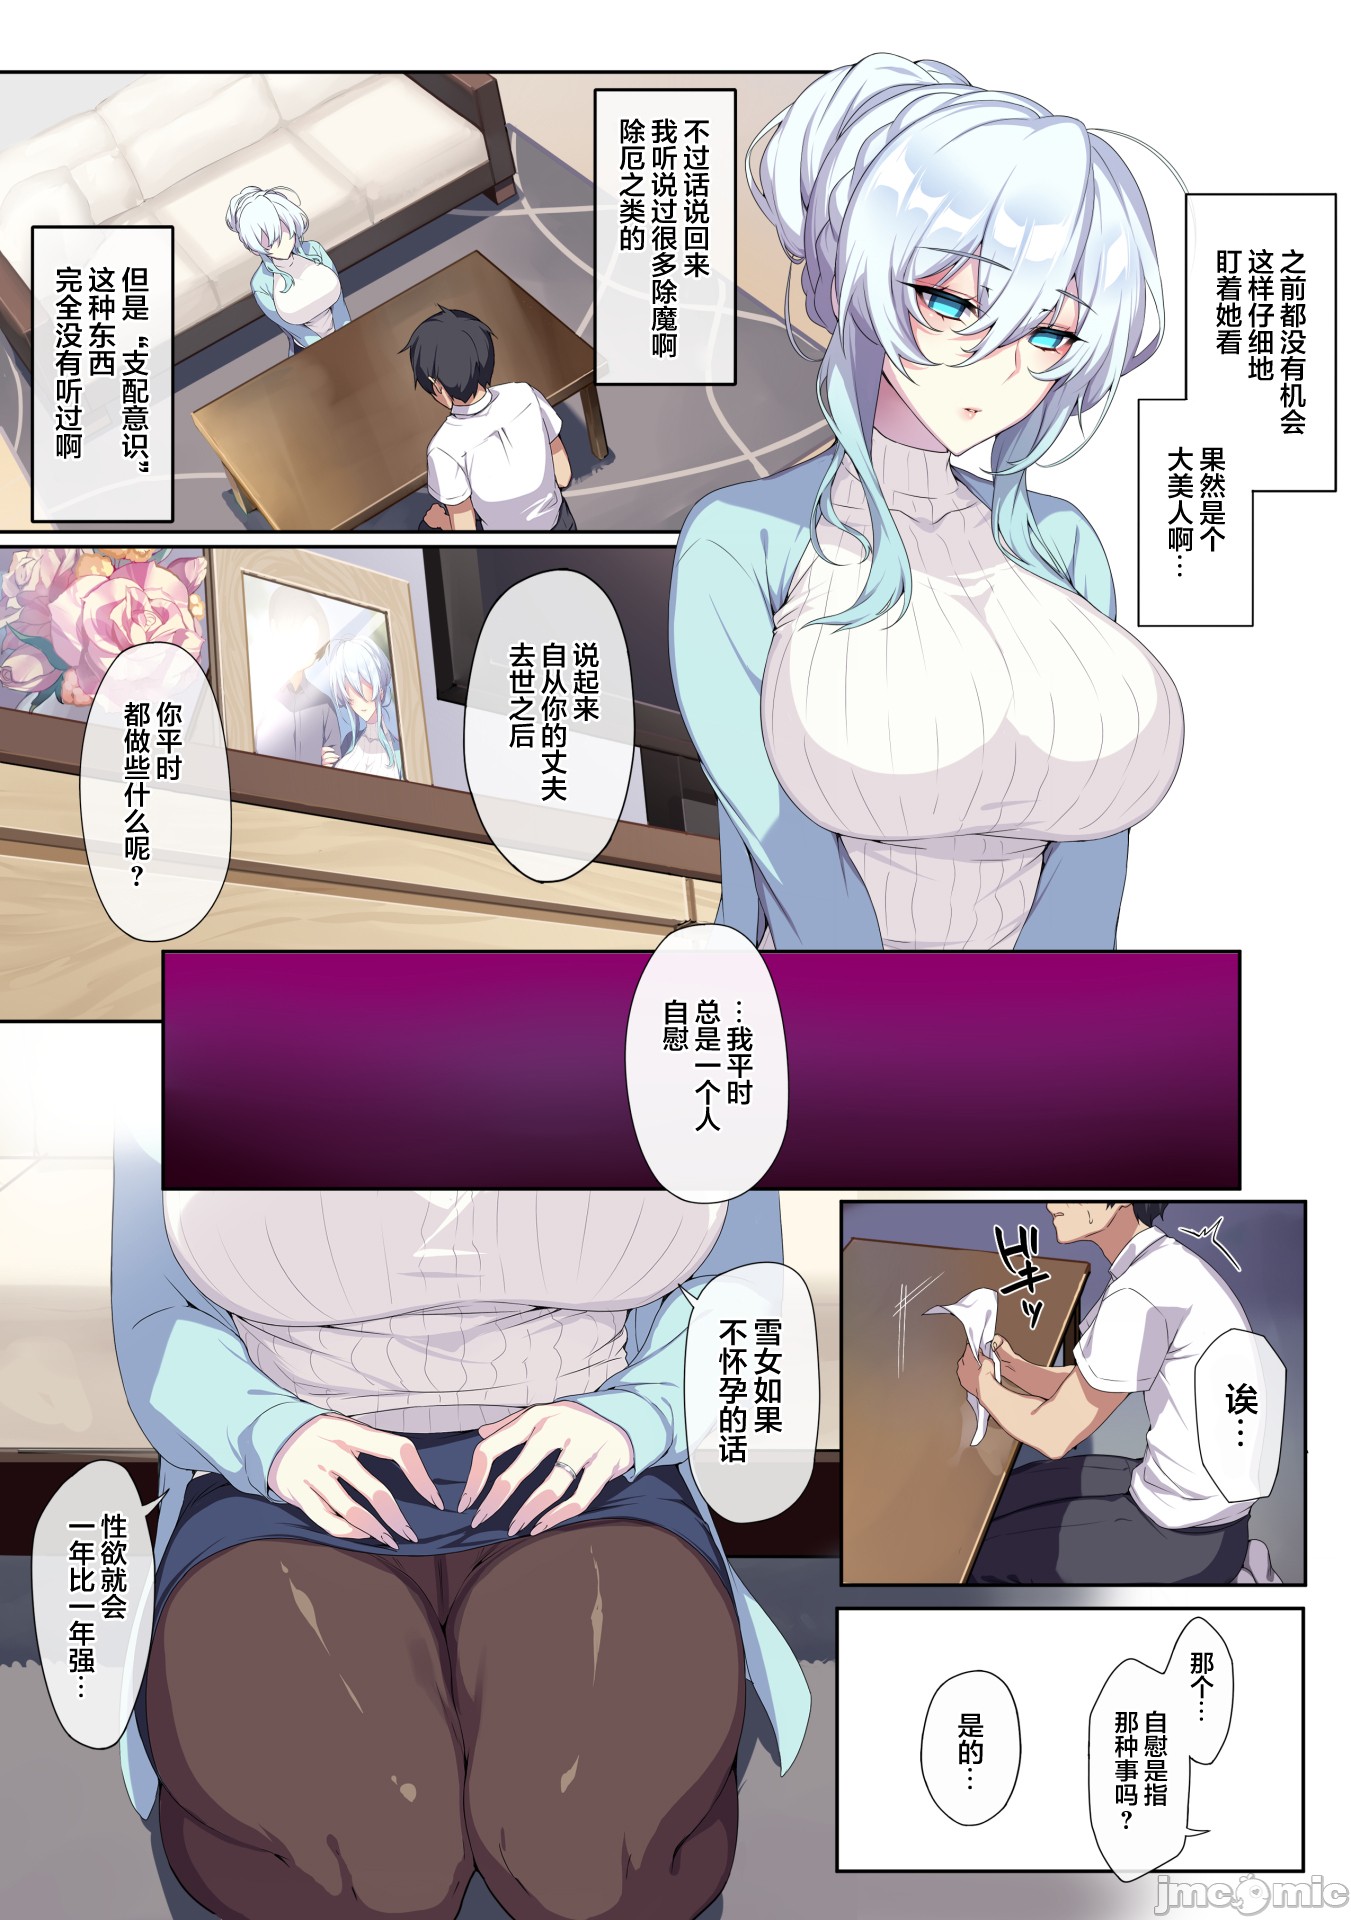 之前都没有机会
这样仔细地
盯着她看
果然是个
大美人啊…
不过话说回来
我听说过很多除魔啊
除厄之类的
但是“支配意识”
这种东西
完全没有听过啊
说起来
自从你的丈夫
去世之后
你平时
都做些什么呢?
…我平时
总是一个人
自慰
ドキッ
诶…
雪女如果
不怀孕的话
性欲就会
一年比一年强…
那个…
自慰是指
那种事吗?
是的…
jmcomic